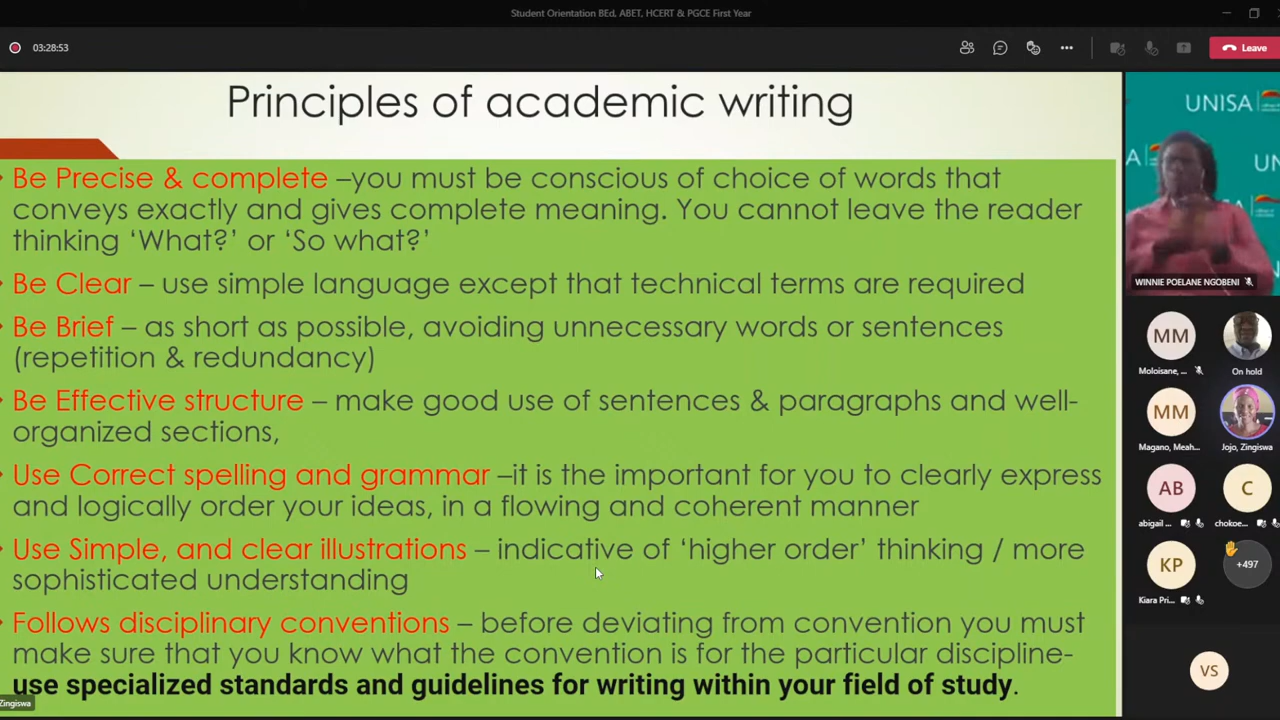 Student Orientation BEd, ABET, HCERT & PGCE First Year
03:28:53
Leave
Principles of academic writing
Be Precise & complete –you must be conscious of choice of words that
conveys exactly and gives complete meaning. You cannot leave the reader
thinking ‘What?’ or ‘So what?’
Be Clear – use simple language except that technical terms are required
Be Brief – as short as possible, avoiding unnecessary words or sentences
(repetition & redundancy)
Be Effective structure – make good use of sentences & paragraphs and well-
organized sections,
Use Correct spelling and grammar –it is the important for you to clearly express
and logically order your ideas, in a flowing and coherent manner
Use Simple, and clear illustrations – indicative of ‘higher order’ thinking / more
sophisticated understanding
Follows disciplinary conventions – before deviating from convention you must
make sure that you know what the convention is for the particular discipline-
use specialized standards and guidelines for writing within your field of study.
Zingiswa
UNISA
A
UN
WINNIE POELANE NGOBENI
MM
Moloisane, ...
On hold
MM
Magano, Meah...
Jojo, Zingiswa
AB
abigail
C
chokoe...
KP
Kiara Pri...
+497
VS